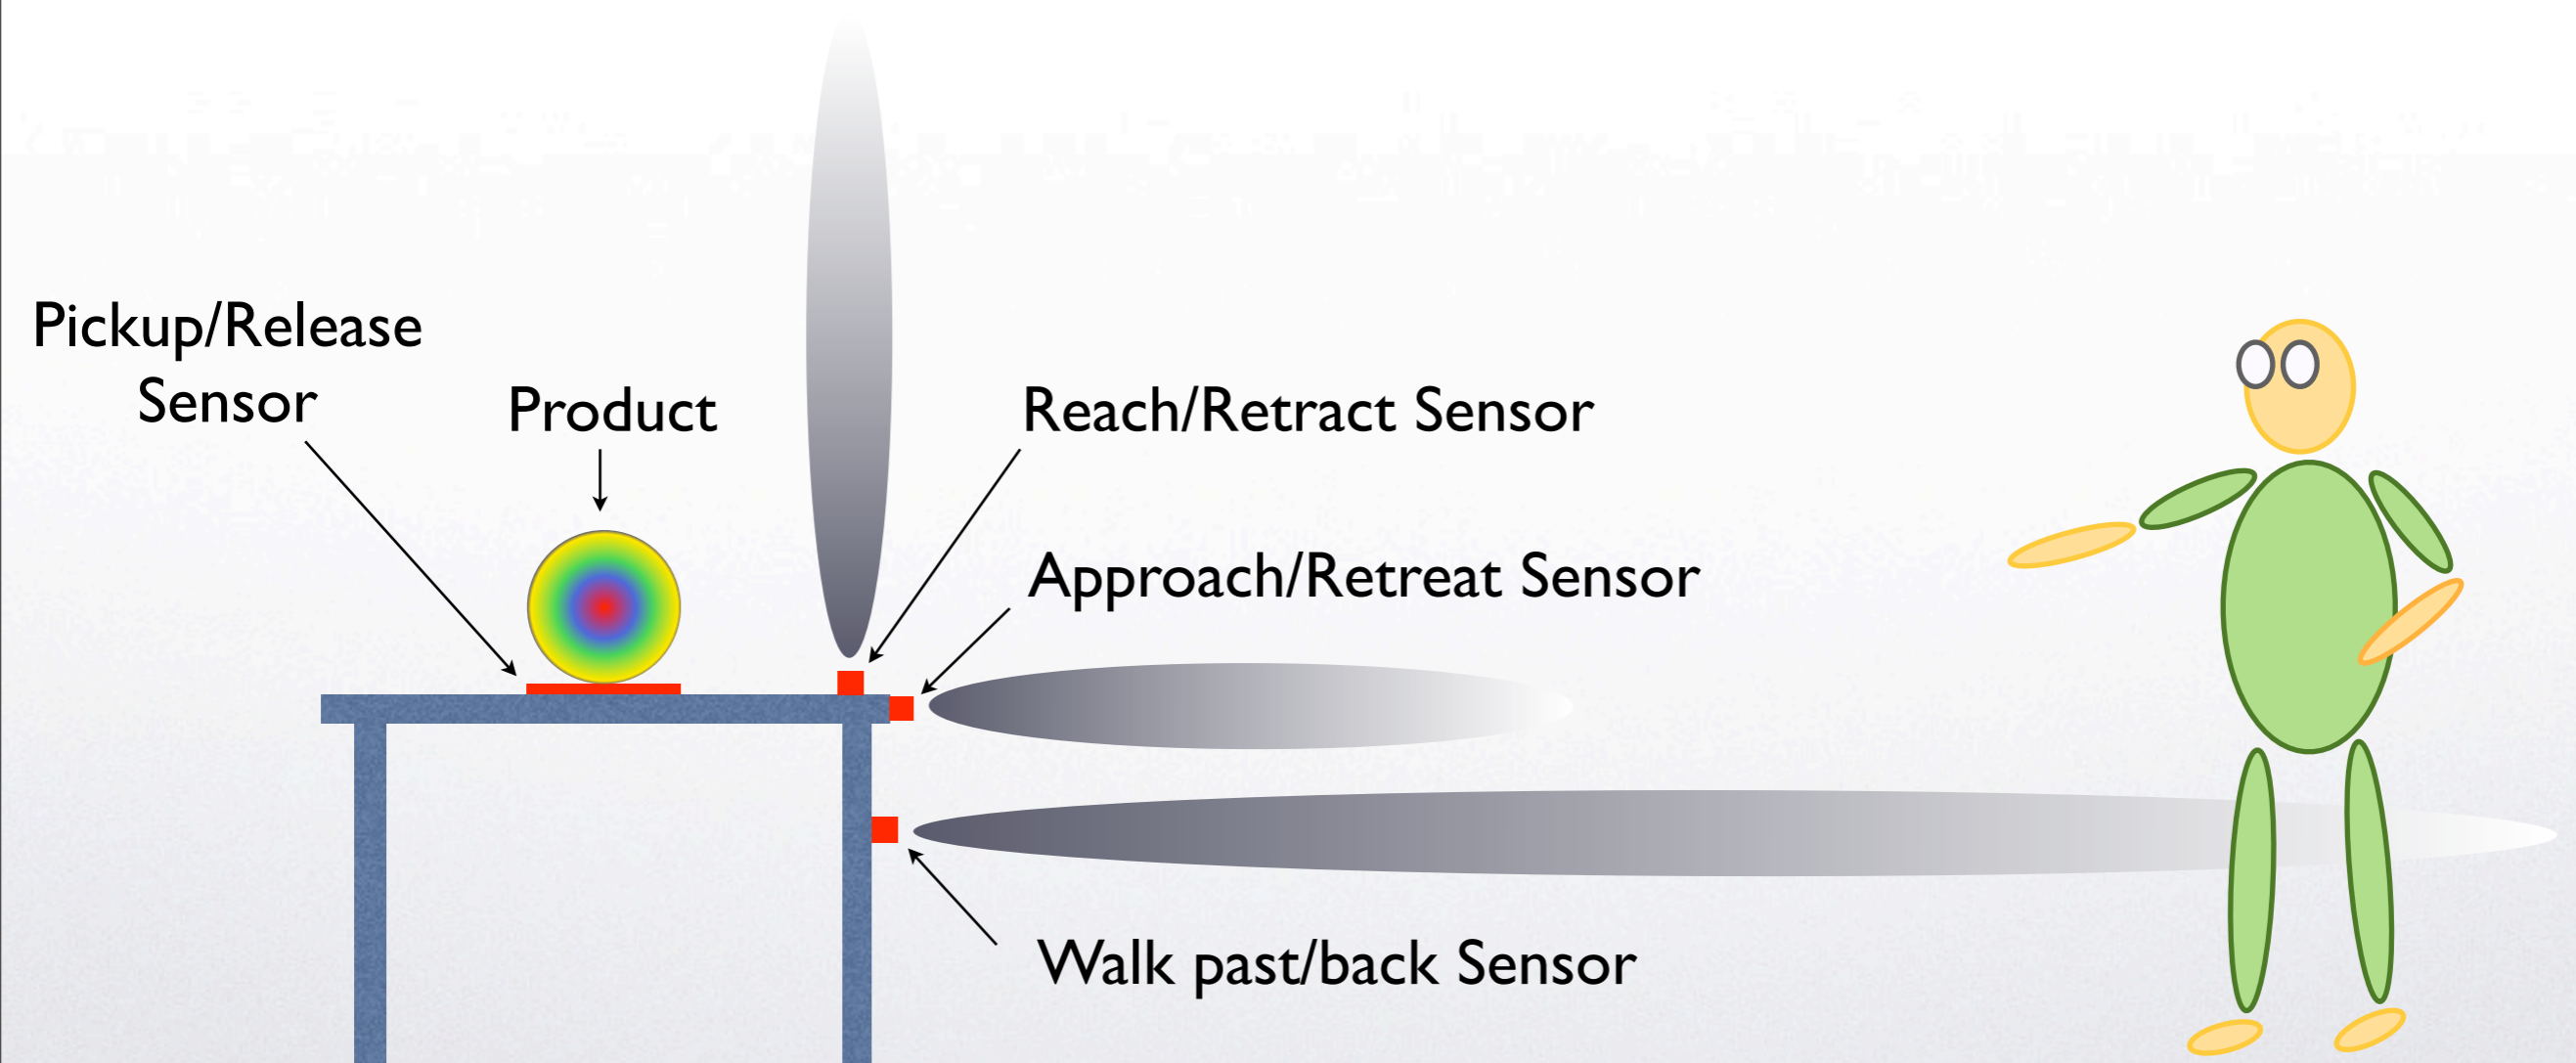 Pickup/Release
Sensor
Product
Reach/Retract Sensor
Approach/Retreat Sensor
Walk past/back Sensor